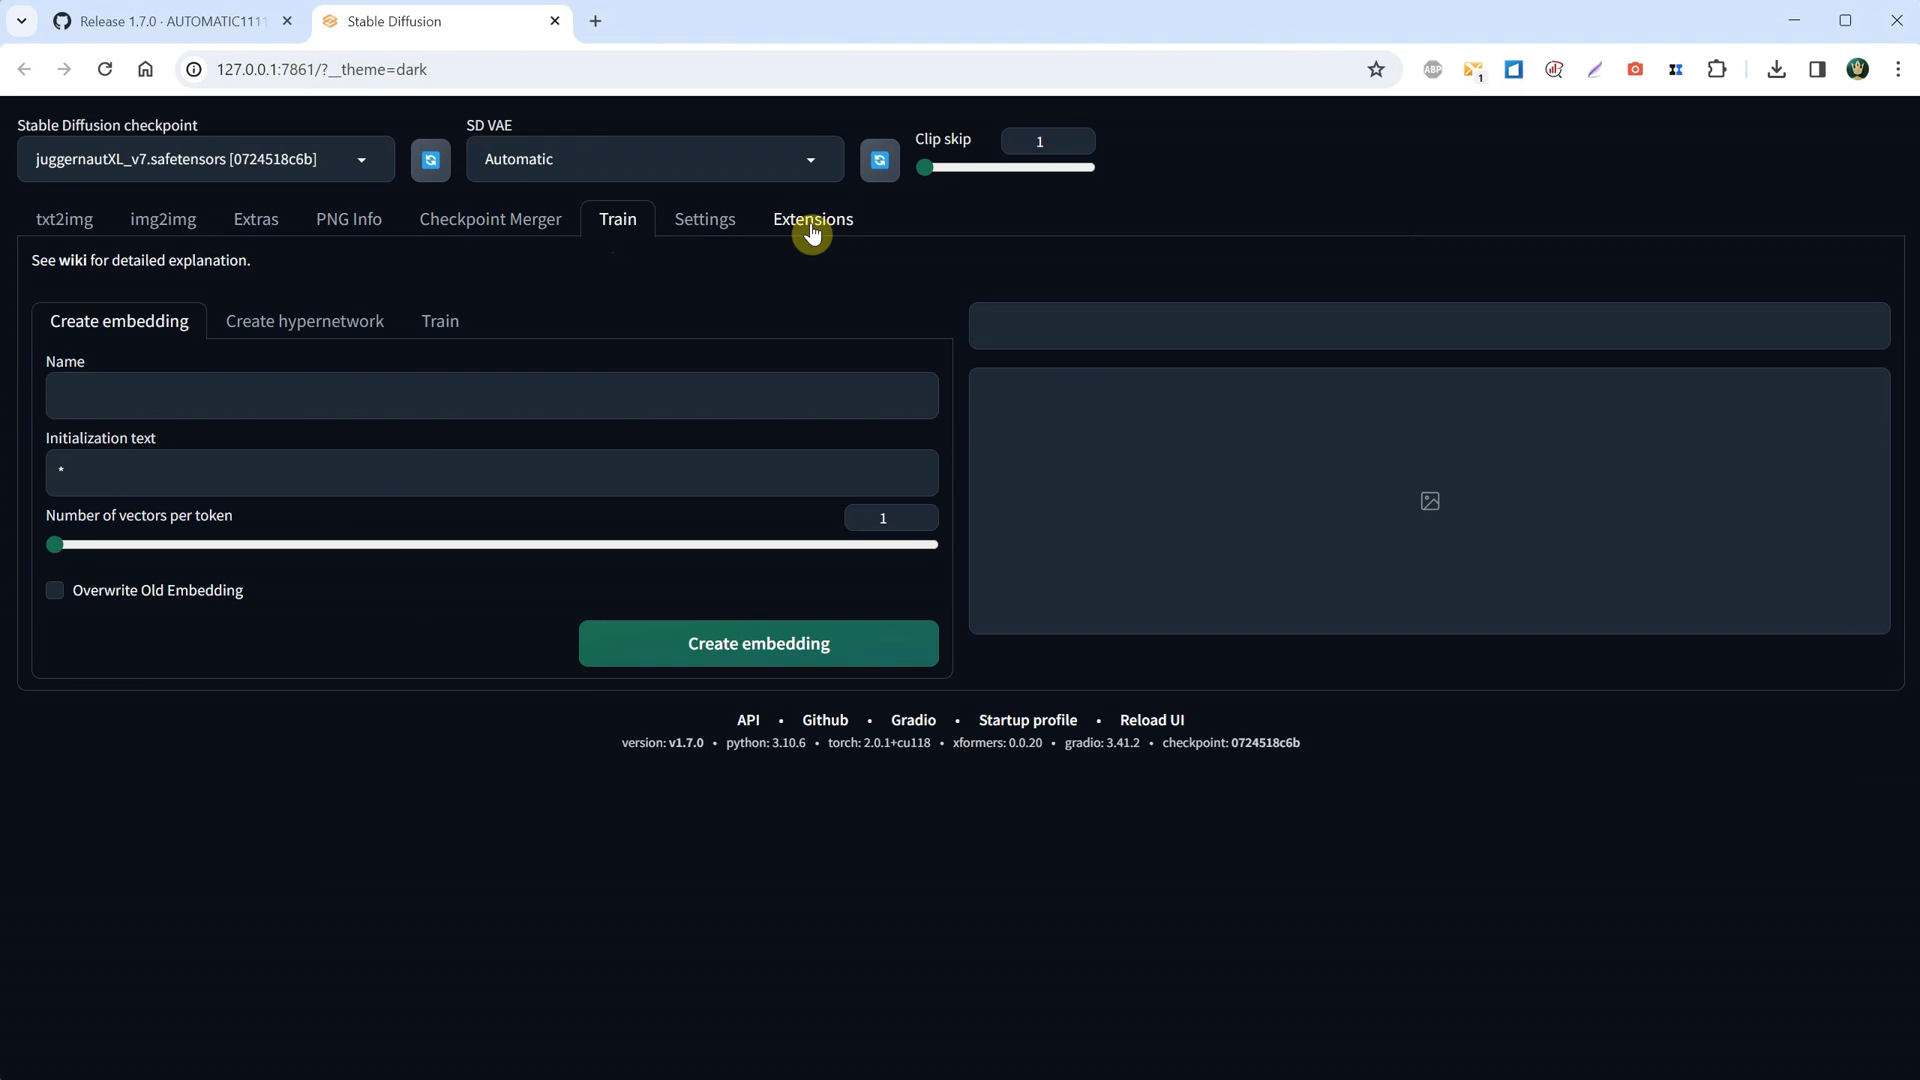 Release 1.7.0 · AUTOMATIC1111
Stable Diffusion
127.0.0.1:7861/?__theme=dark
ABP
1
Stable Diffusion checkpoint
juggernautXL_v7.safetensors [0724518c6b]
SD VAE
Automatic
Clip skip
1
txt2img img2img Extras PNG Info Checkpoint Merger Train Settings Extensions
See wiki for detailed explanation.
Create embedding Create hypernetwork Train
Name
Initialization text
*
Number of vectors per token
1
Overwrite Old Embedding
Create embedding
API • Github • Gradio • Startup profile • Reload UI
version: v1.7.0 • python: 3.10.6 • torch: 2.0.1+cu118 • xformers: 0.0.20 • gradio: 3.41.2 • checkpoint: 0724518c6b